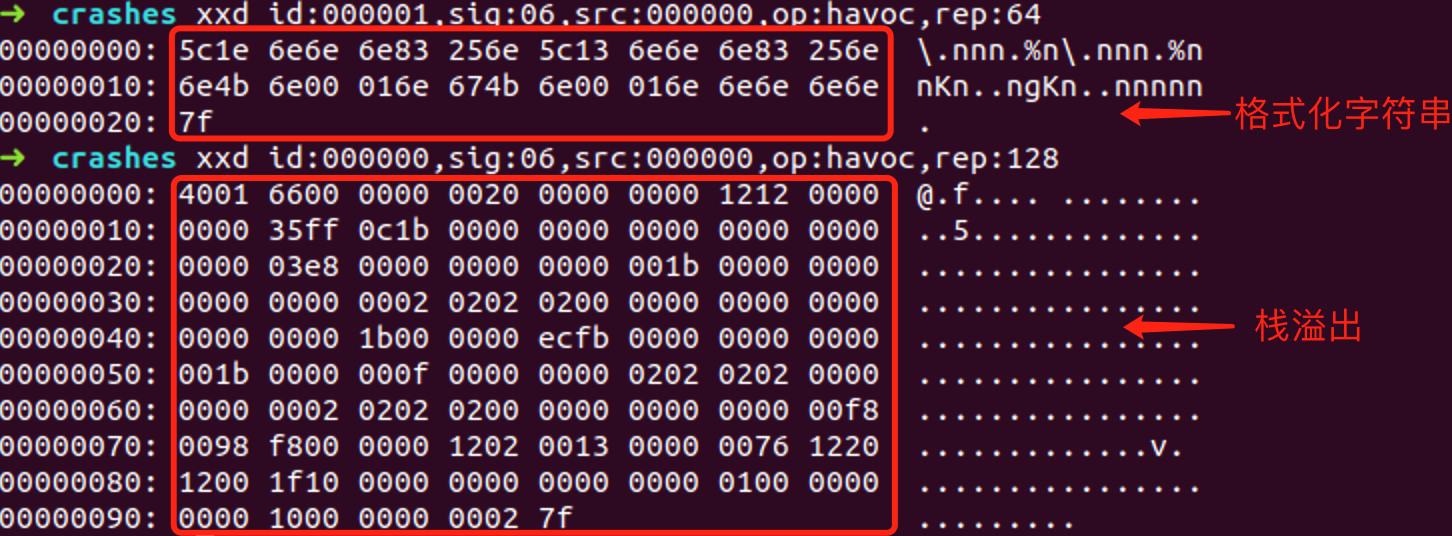 → crashes xxd id:000001,sig:06,src:000000,op:havoc,rep:64
00000000: 5c1e 6e6e 6e83 256e 5c13 6e6e 6e83 256e \.nnn.%n\.nnn.%n
00000010: 6e4b 6e00 016e 674b 6e00 016e 6e6e 6e6e nKn..ngKn..nnnnn
00000020: 7f .
格式化字符串
→ crashes xxd id:000000,sig:06,src:000000,op:havoc,rep:128
00000000: 4001 6600 0000 0020 0000 0000 1212 0000 @.f.... ........
00000010: 0000 35ff 0c1b 0000 0000 0000 0000 0000 ..5.............
00000020: 0000 03e8 0000 0000 0000 001b 0000 0000 ................
00000030: 0000 0000 0002 0202 0200 0000 0000 0000 ................
00000040: 0000 0000 1b00 0000 ecfb 0000 0000 0000 ................
栈溢出
00000050: 001b 0000 000f 0000 0000 0202 0202 0000 ................
00000060: 0000 0002 0202 0200 0000 0000 0000 00f8 ................
00000070: 0098 f800 0000 1202 0013 0000 0076 1220 .............v. 
00000080: 1200 1f10 0000 0000 0000 0000 0100 0000 ................
00000090: 0000 1000 0000 0002 7f .........